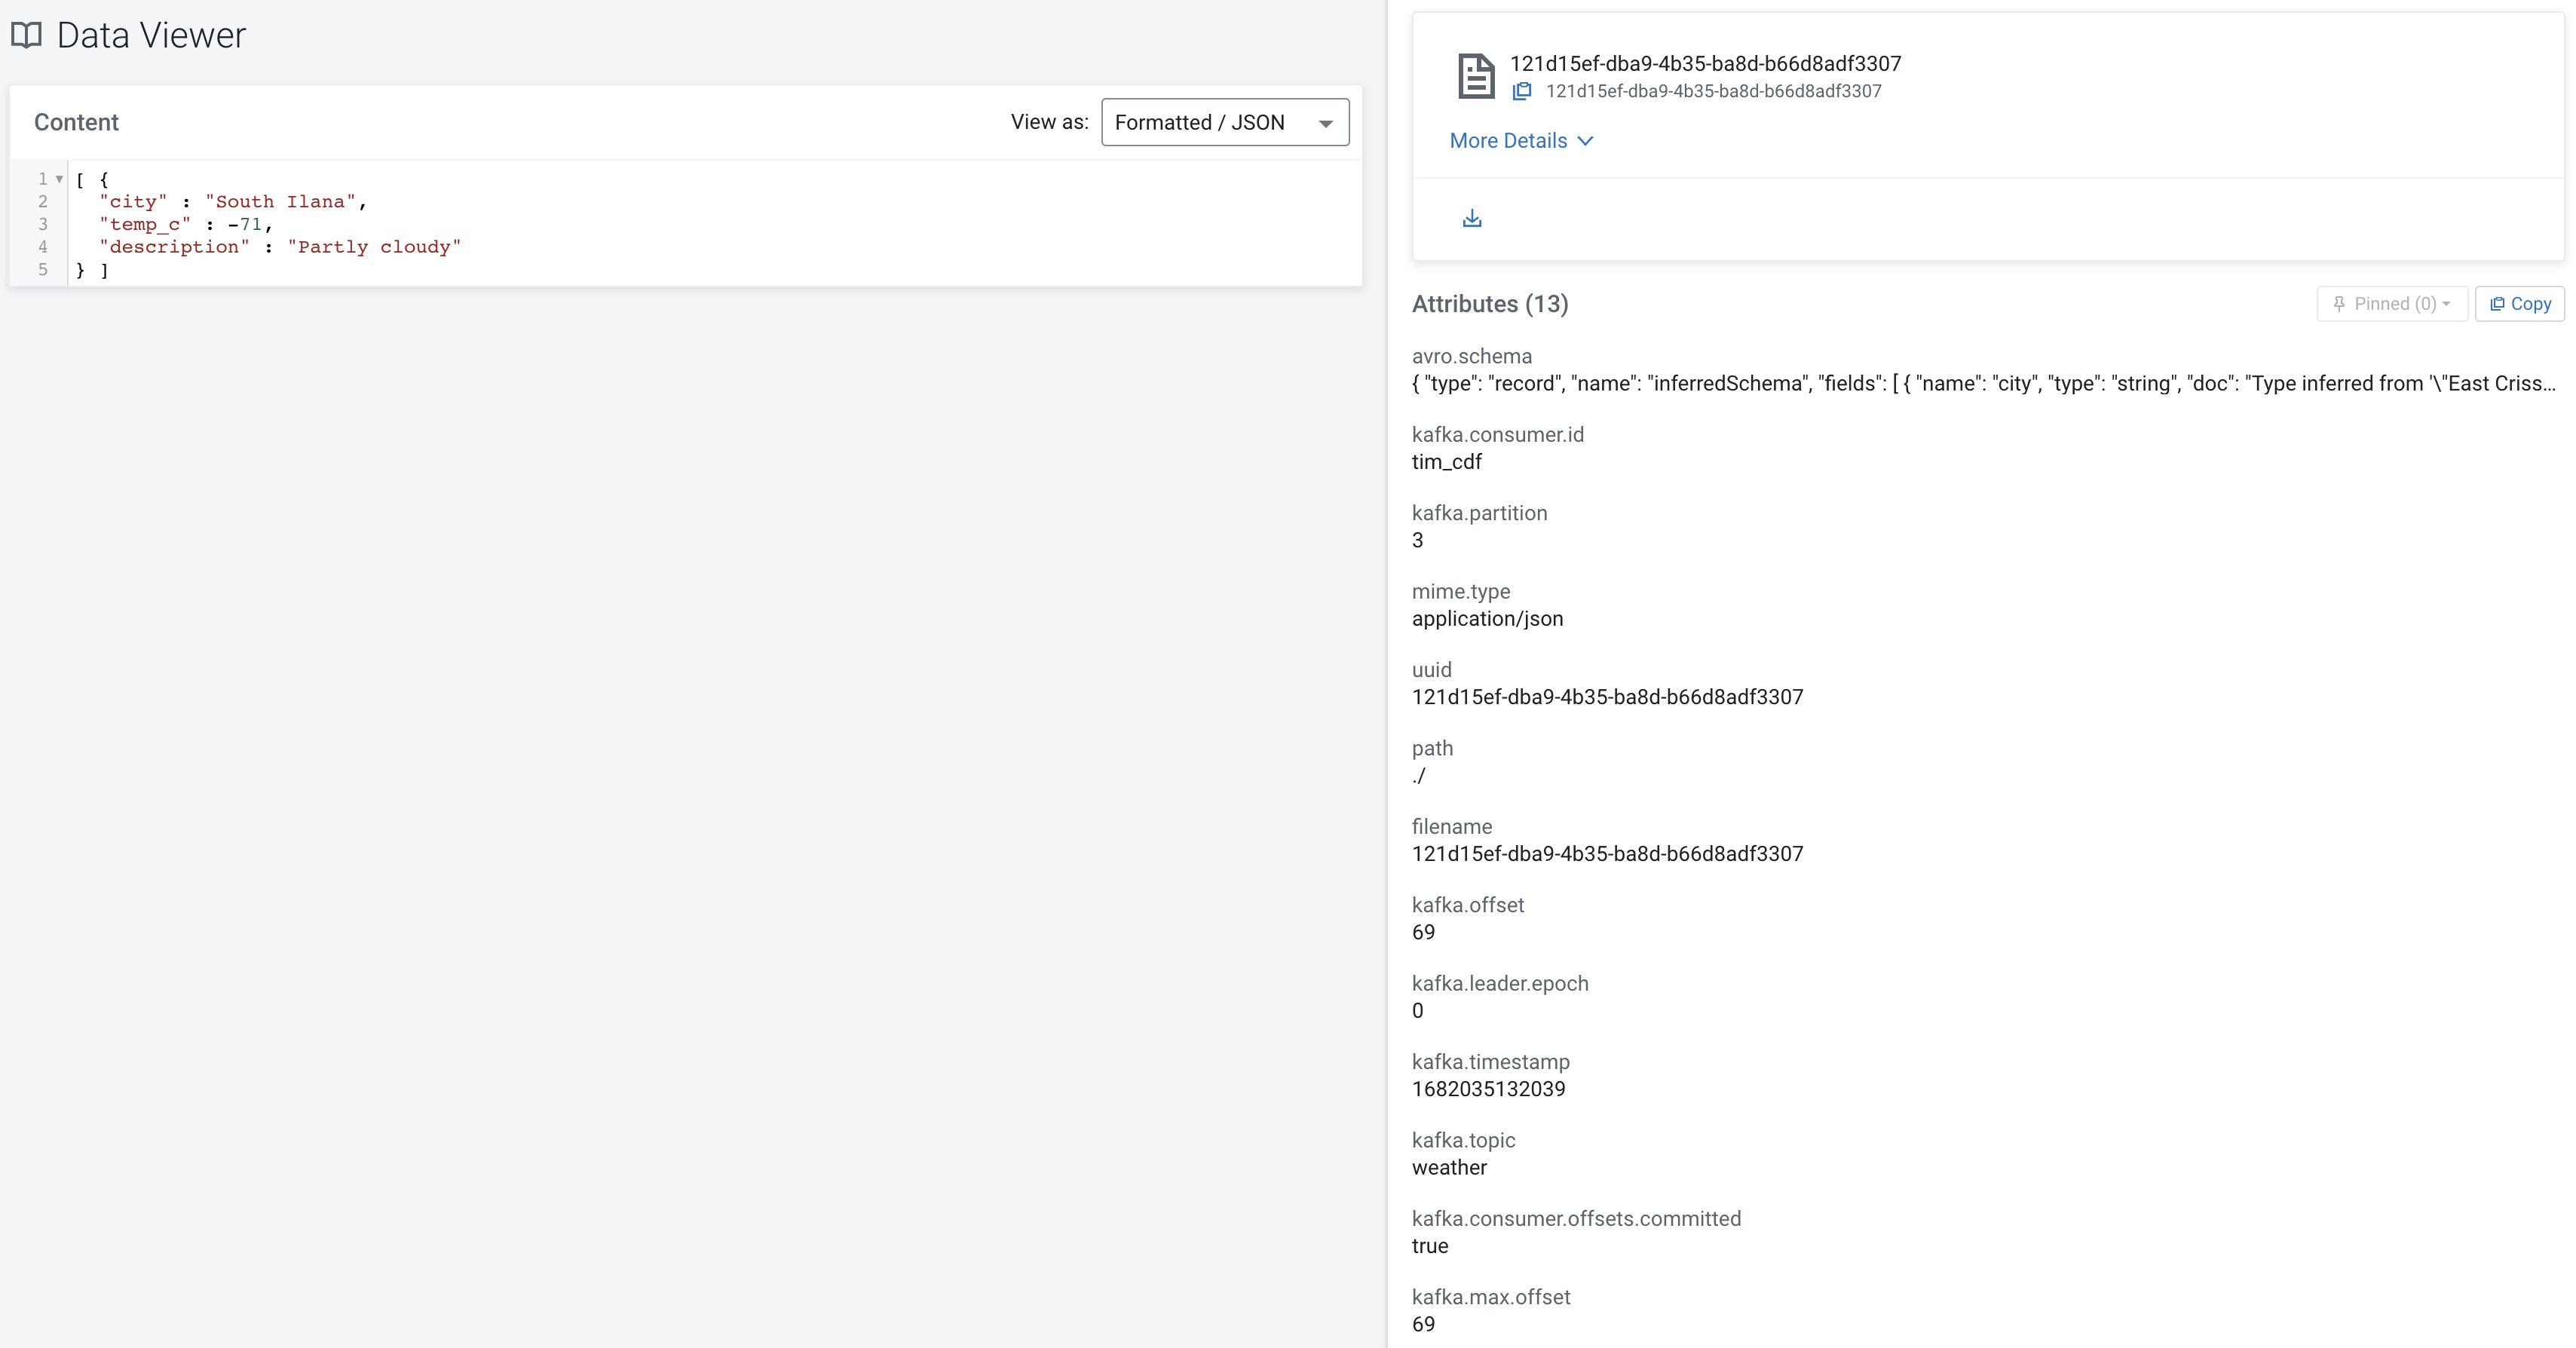 Data Viewer
Content
View as:
Formatted / JSON
1 [ {
2 "city" : "South Ilana",
3 "temp_c" : -71,
4 "description" : "Partly cloudy"
5 } ]
121d15ef-dba9-4b35-ba8d-b66d8adf3307
121d15ef-dba9-4b35-ba8d-b66d8adf3307
More Details
Attributes (13)
Pinned (0)
Copy
avro.schema
{ "type": "record", "name": "inferredSchema", "fields": [ { "name": "city", "type": "string", "doc": "Type inferred from '\"East Criss...
kafka.consumer.id
tim_cdf
kafka.partition
3
mime.type
application/json
uuid
121d15ef-dba9-4b35-ba8d-b66d8adf3307
path
./
filename
121d15ef-dba9-4b35-ba8d-b66d8adf3307
kafka.offset
69
kafka.leader.epoch
0
kafka.timestamp
1682035132039
kafka.topic
weather
kafka.consumer.offsets.committed
true
kafka.max.offset
69